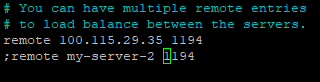 # You can have multiple remote entries
# to load balance between the servers.
remote 100.115.29.35 1194
;remote my-server-2 1194